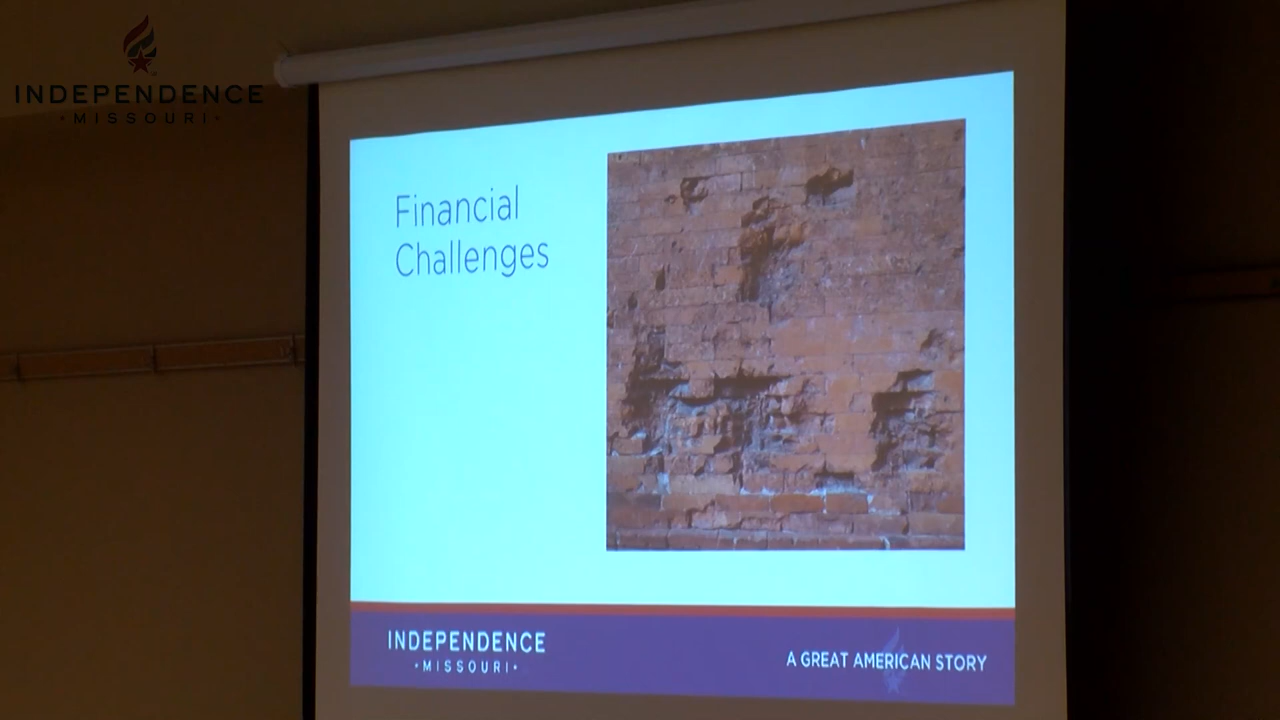 INDEPENDENCE
•MISSOURI•
Financial
Challenges
INDEPENDENCE
•MISSOURI•
A GREAT AMERICAN STORY